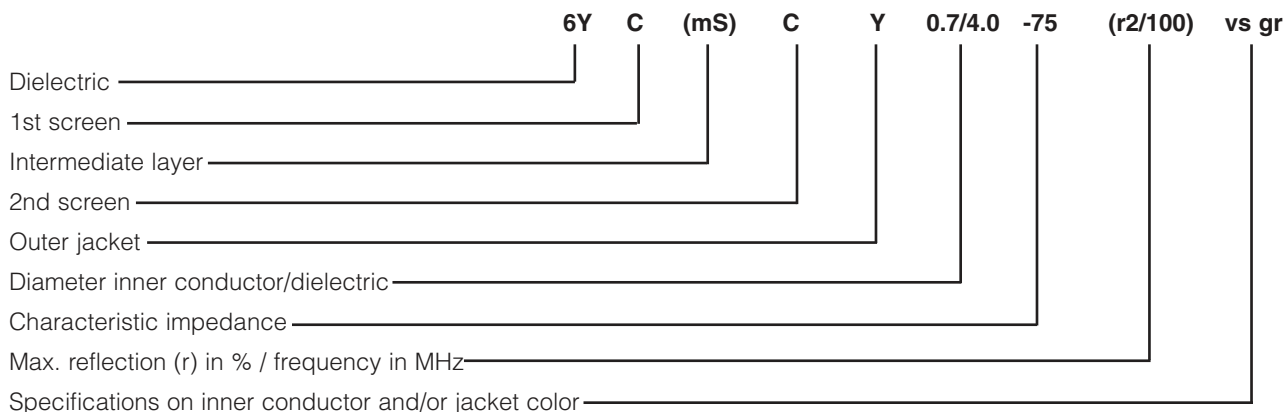 6Y C (mS) C Y 0.7/4.0 -75 (r2/100) vs gr
Dielectric
1st screen
Intermediate layer
2nd screen
Outer jacket
Diameter inner conductor/dielectric
Characteristic impedance
Max. reflection (r) in % / frequency in MHz
Specifications on inner conductor and/or jacket color